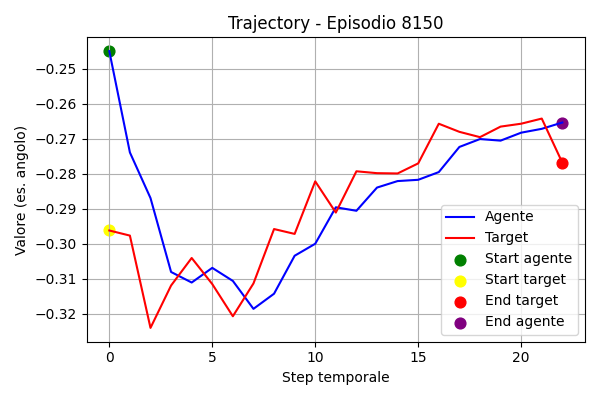 Trajectory - Episodio 8150
Valore (es. angolo)
−0.25
−0.26
−0.27
−0.28
−0.29
−0.30
−0.31
−0.32
0
5
10
15
20
Step temporale
Agente
Target
Start agente
Start target
End target
End agente